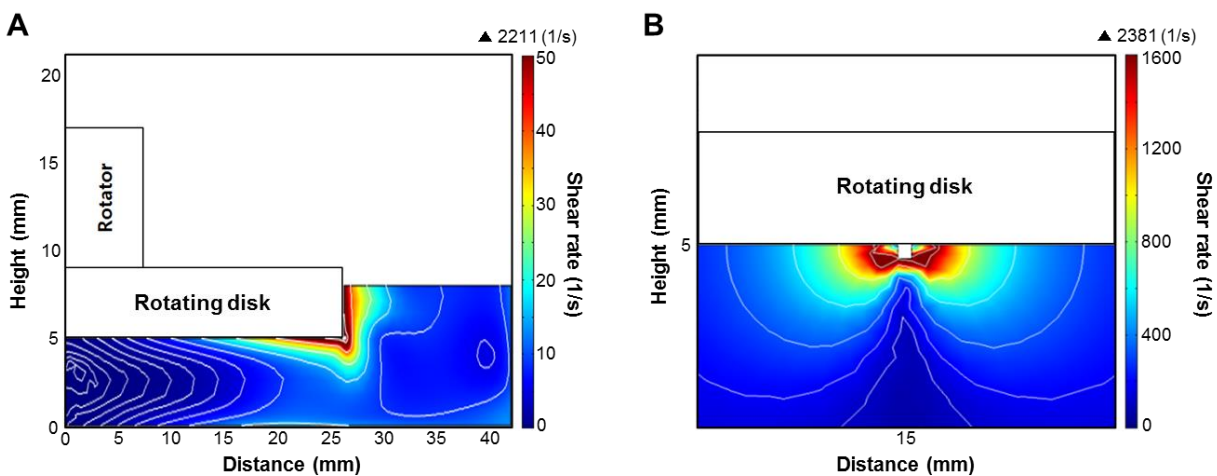 A
▲ 2211 (1/s)
20
15
10
5
0
Height (mm)
Rotator
Rotating disk
0 5 10 15 20 25 30 35 40
Distance (mm)
50
40
30
20
10
0
Shear rate (1/s)
B
▲ 2381 (1/s)
5
Height (mm)
Rotating disk
15
Distance (mm)
1600
1200
800
400
0
Shear rate (1/s)